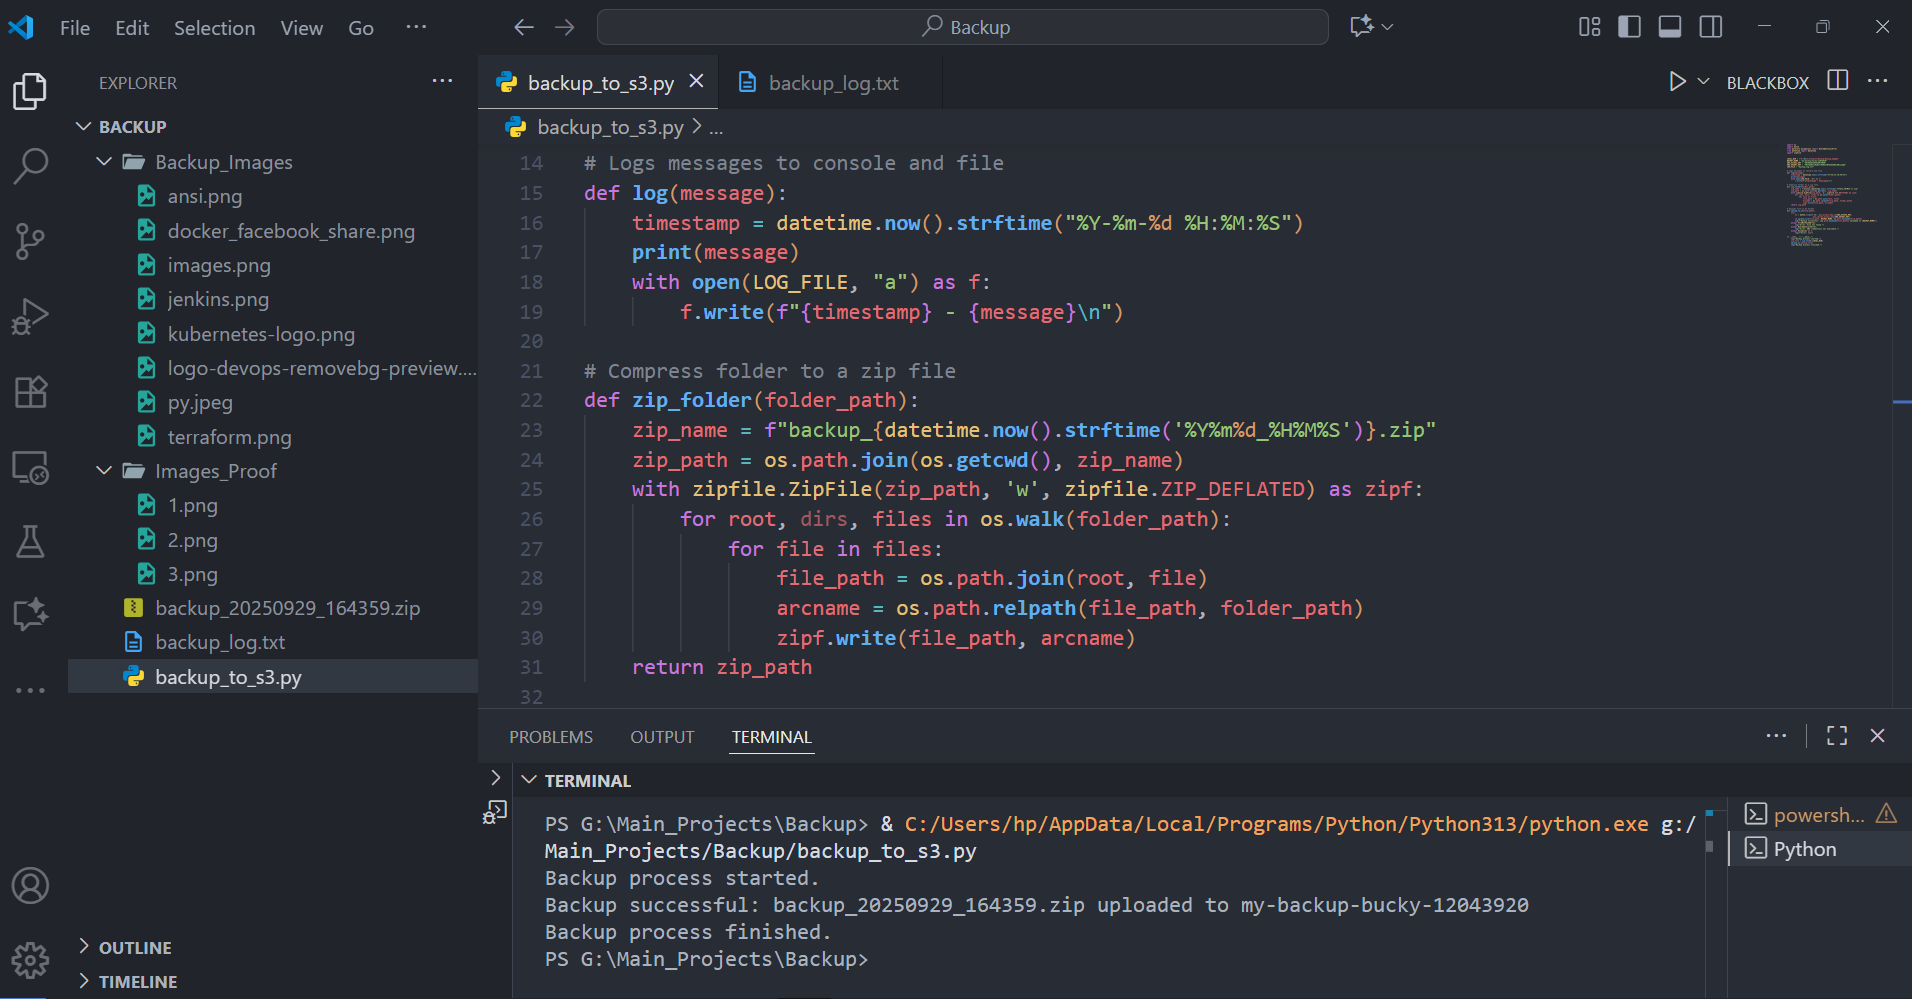 File Edit Selection View Go ···
Backup
EXPLORER ···
BACKUP
Backup_Images
ansi.png
docker_facebook_share.png
images.png
jenkins.png
kubernetes-logo.png
logo-devops-removebg-preview....
py.jpeg
terraform.png
Images_Proof
1.png
2.png
3.png
backup_20250929_164359.zip
backup_log.txt
backup_to_s3.py
OUTLINE
TIMELINE
backup_to_s3.py backup_log.txt
BLACKBOX ···
backup_to_s3.py > ...
14 # Logs messages to console and file
15 def log(message):
16 timestamp = datetime.now().strftime("%Y-%m-%d %H:%M:%S")
17 print(message)
18 with open(LOG_FILE, "a") as f:
19 f.write(f"{timestamp} - {message}\n")
20
21 # Compress folder to a zip file
22 def zip_folder(folder_path):
23 zip_name = f"backup_{datetime.now().strftime('%Y%m%d_%H%M%S')}.zip"
24 zip_path = os.path.join(os.getcwd(), zip_name)
25 with zipfile.ZipFile(zip_path, 'w', zipfile.ZIP_DEFLATED) as zipf:
26 for root, dirs, files in os.walk(folder_path):
27 for file in files:
28 file_path = os.path.join(root, file)
29 arcname = os.path.relpath(file_path, folder_path)
30 zipf.write(file_path, arcname)
31 return zip_path
32
PROBLEMS OUTPUT TERMINAL ···
TERMINAL
PS G:\Main_Projects\Backup> & C:/Users/hp/AppData/Local/Programs/Python/Python313/python.exe g:/
Main_Projects/Backup/backup_to_s3.py
Backup process started.
Backup successful: backup_20250929_164359.zip uploaded to my-backup-bucky-12043920
Backup process finished.
PS G:\Main_Projects\Backup>
powersh...
Python